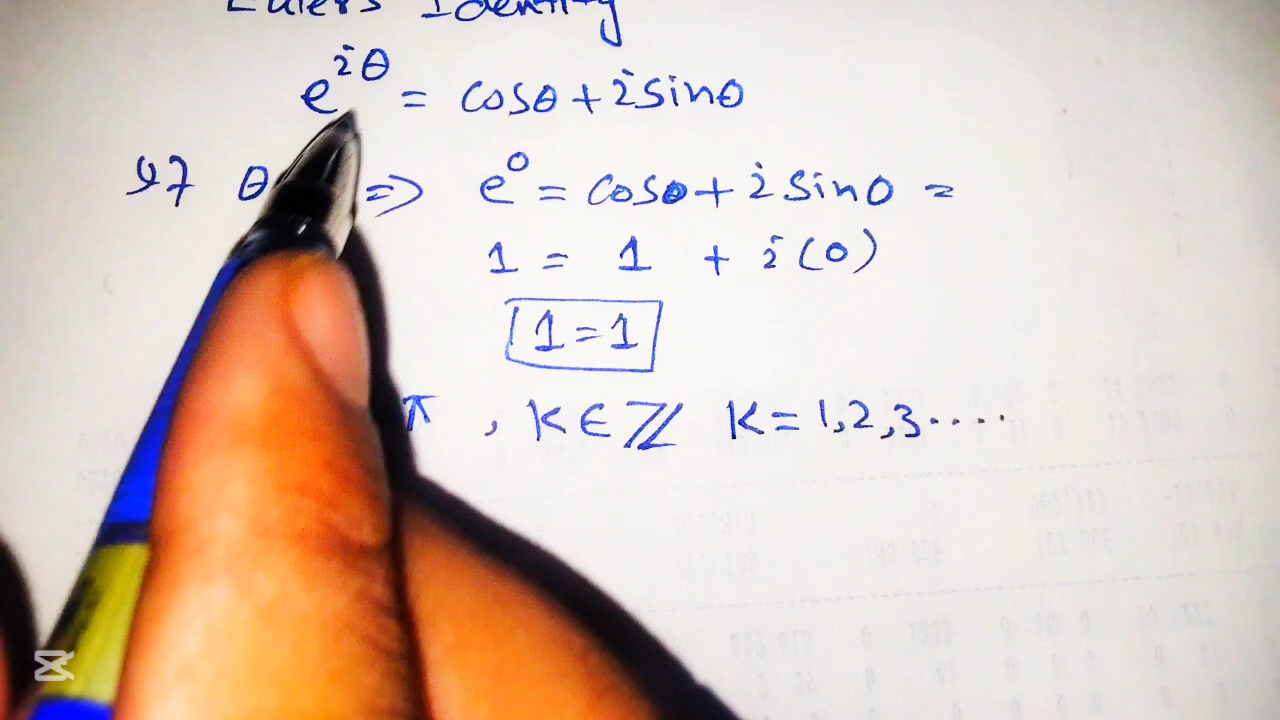 Eulers Identity
e^{iθ} = cosθ + i sinθ
If θ => e^0 = cos0 + i sin0 =
1 = 1 + i(0)
1 = 1
π , K ∈ ℤ K = 1,2,3....